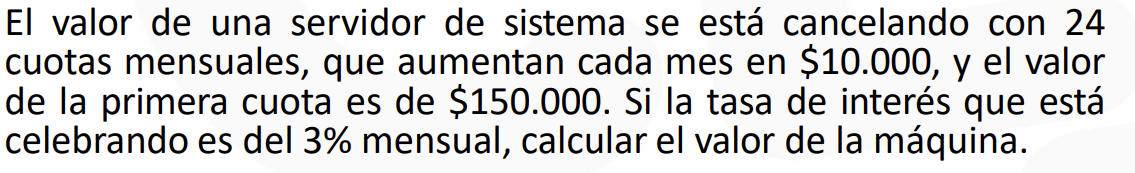 El valor de una servidor de sistema se está cancelando con 24
cuotas mensuales, que aumentan cada mes en $10.000, y el valor
de la primera cuota es de $150.000. Si la tasa de interés que está
celebrando es del 3% mensual, calcular el valor de la máquina.